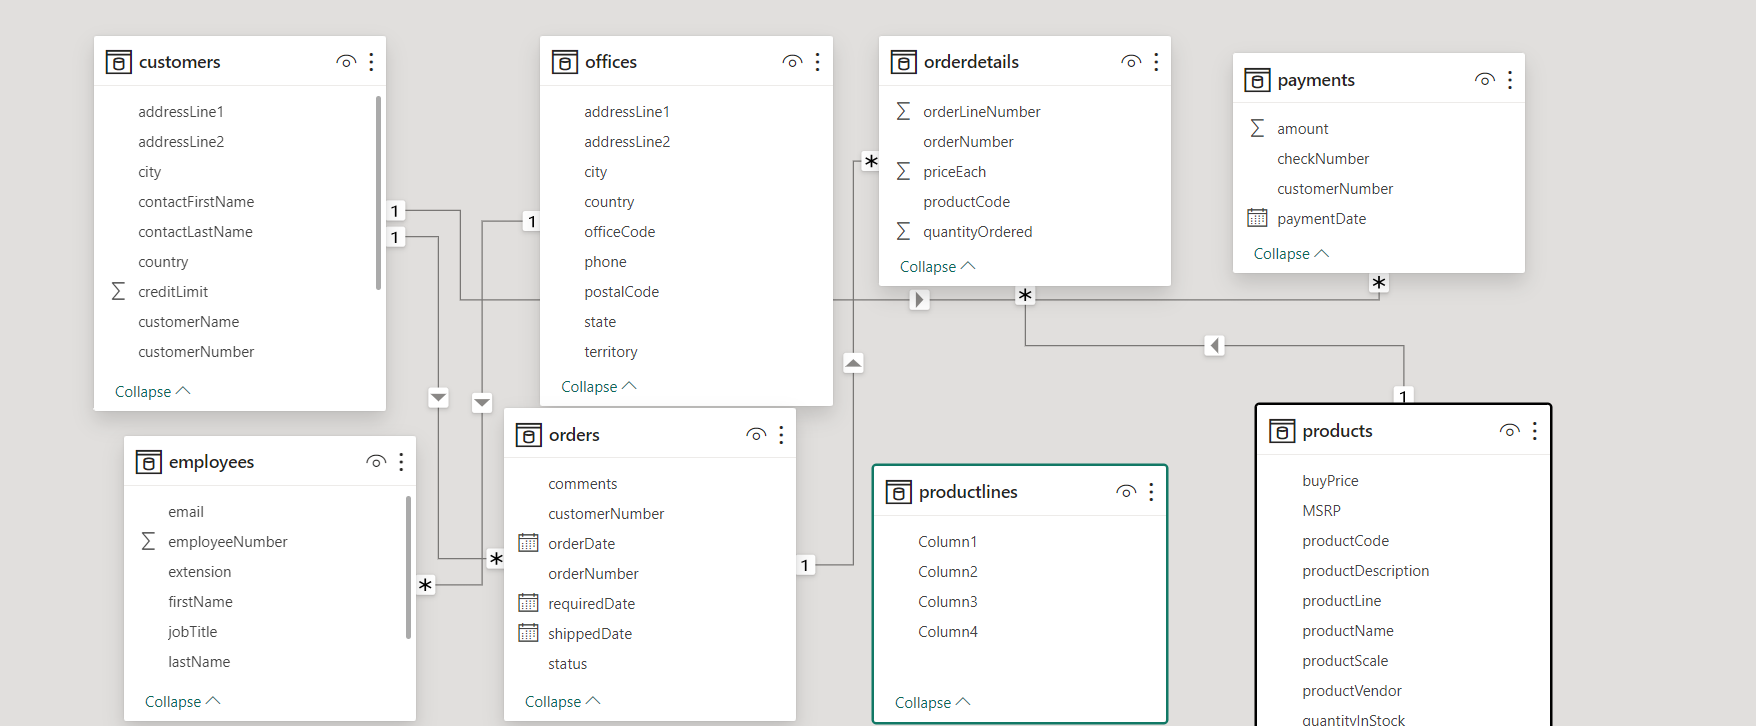 customers
addressLine1
addressLine2
city
contactFirstName
contactLastName
country
creditLimit
customerName
customerNumber
Collapse
1
1
offices
addressLine1
addressLine2
city
country
officeCode
phone
postalCode
state
territory
Collapse
1
orderdetails
orderLineNumber
orderNumber
priceEach
productCode
quantityOrdered
Collapse
*
*
payments
amount
checkNumber
customerNumber
paymentDate
Collapse
*
employees
email
employeeNumber
extension
firstName
jobTitle
lastName
Collapse
*
orders
comments
customerNumber
orderDate
orderNumber
requiredDate
shippedDate
status
Collapse
*
1
productlines
Column1
Column2
Column3
Column4
Collapse
1
products
buyPrice
MSRP
productCode
productDescription
productLine
productName
productScale
productVendor
quantityInStock